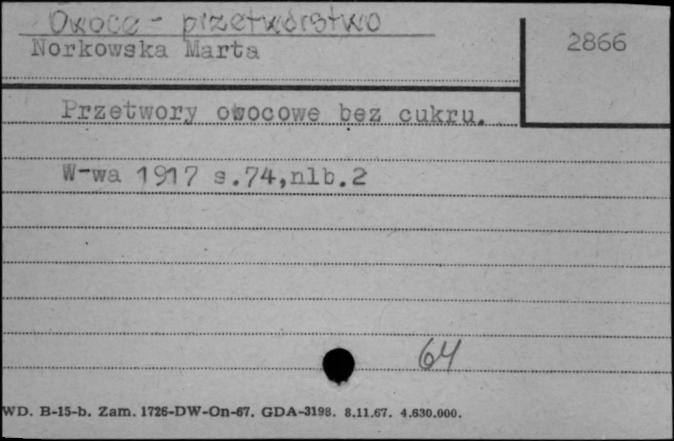 Owoce - przetwórstwo
Norkowska Marta
2866
Przetwory owocowe bez cukru.
W-wa 1917 s.74,nlb.2
64
WD. B-15-b. Zam. 1726-DW-On-67. GDA-3198. 8.11.67. 4.630.000.